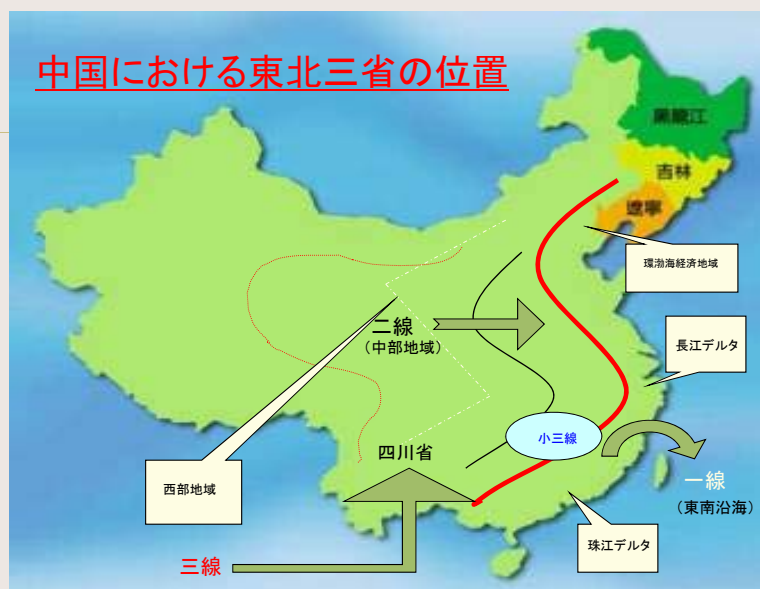 中国における東北三省の位置
黒龍江
吉林
遼寧
環渤海経済地域
二線
(中部地域)
長江デルタ
小三線
四川省
西部地域
一線
(東南沿海)
珠江デルタ
三線